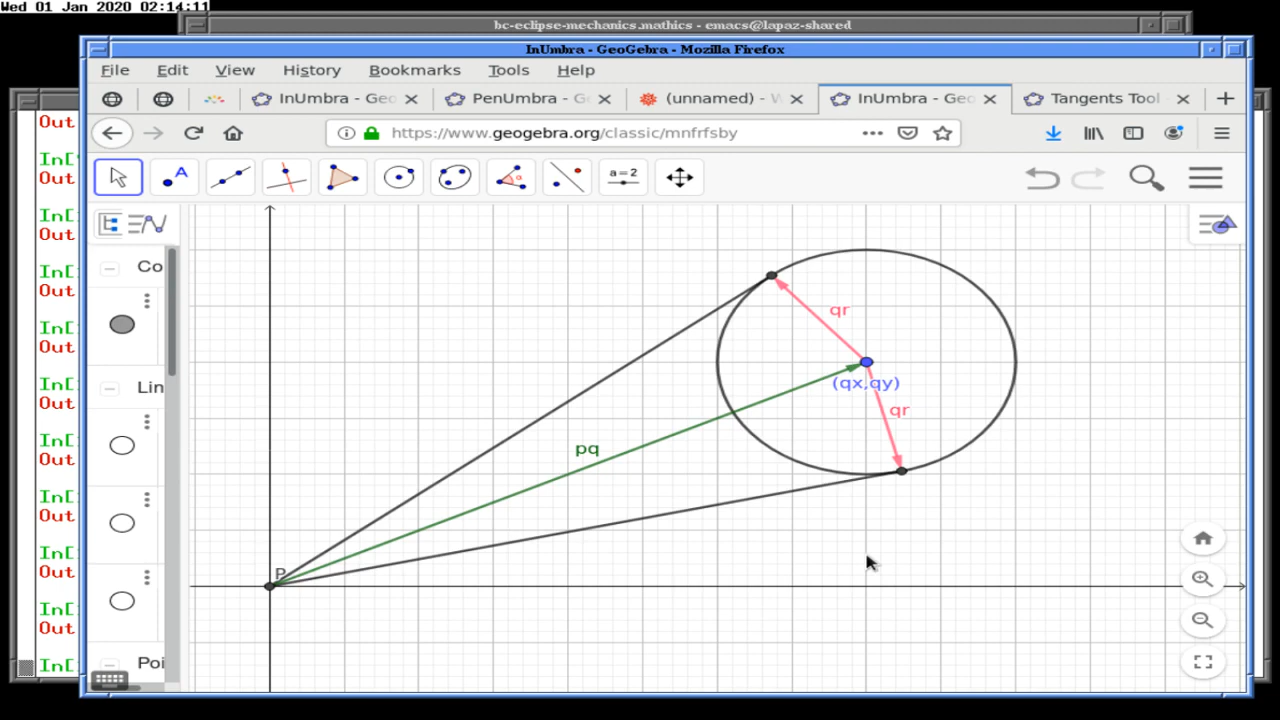 Wed 01 Jan 2020 02:14:11
bc-eclipse-mechanics.mathics - emacs@lapaz-shared
InUmbra - GeoGebra - Mozilla Firefox
File Edit View History Bookmarks Tools Help
InUmbra - Geo PenUmbra - G (unnamed) - W InUmbra - Geo Tangents Tool
https://www.geogebra.org/classic/mnfrfsby
A a=2
Co
Lin
Poi
Out
In[
Out
In[
Out
In[
Out
In[
Out
In[
Out
In[
Out
In[
Out
In[
Out
In[
Out
In[
qr
(qx,qy)
qr
pq
P